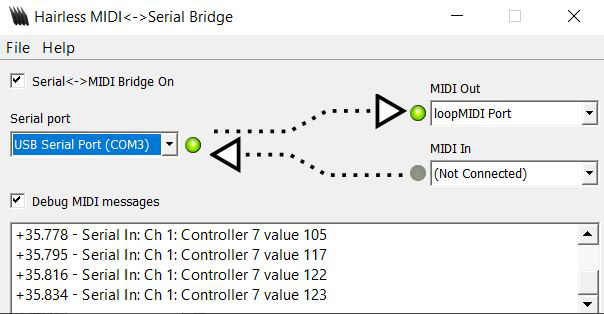 Hairless MIDI<->Serial Bridge
File Help
Serial<->MIDI Bridge On
Serial port
USB Serial Port (COM3)
MIDI Out
loopMIDI Port
MIDI In
(Not Connected)
Debug MIDI messages
+35.778 - Serial In: Ch 1: Controller 7 value 105
+35.795 - Serial In: Ch 1: Controller 7 value 117
+35.816 - Serial In: Ch 1: Controller 7 value 122
+35.834 - Serial In: Ch 1: Controller 7 value 123